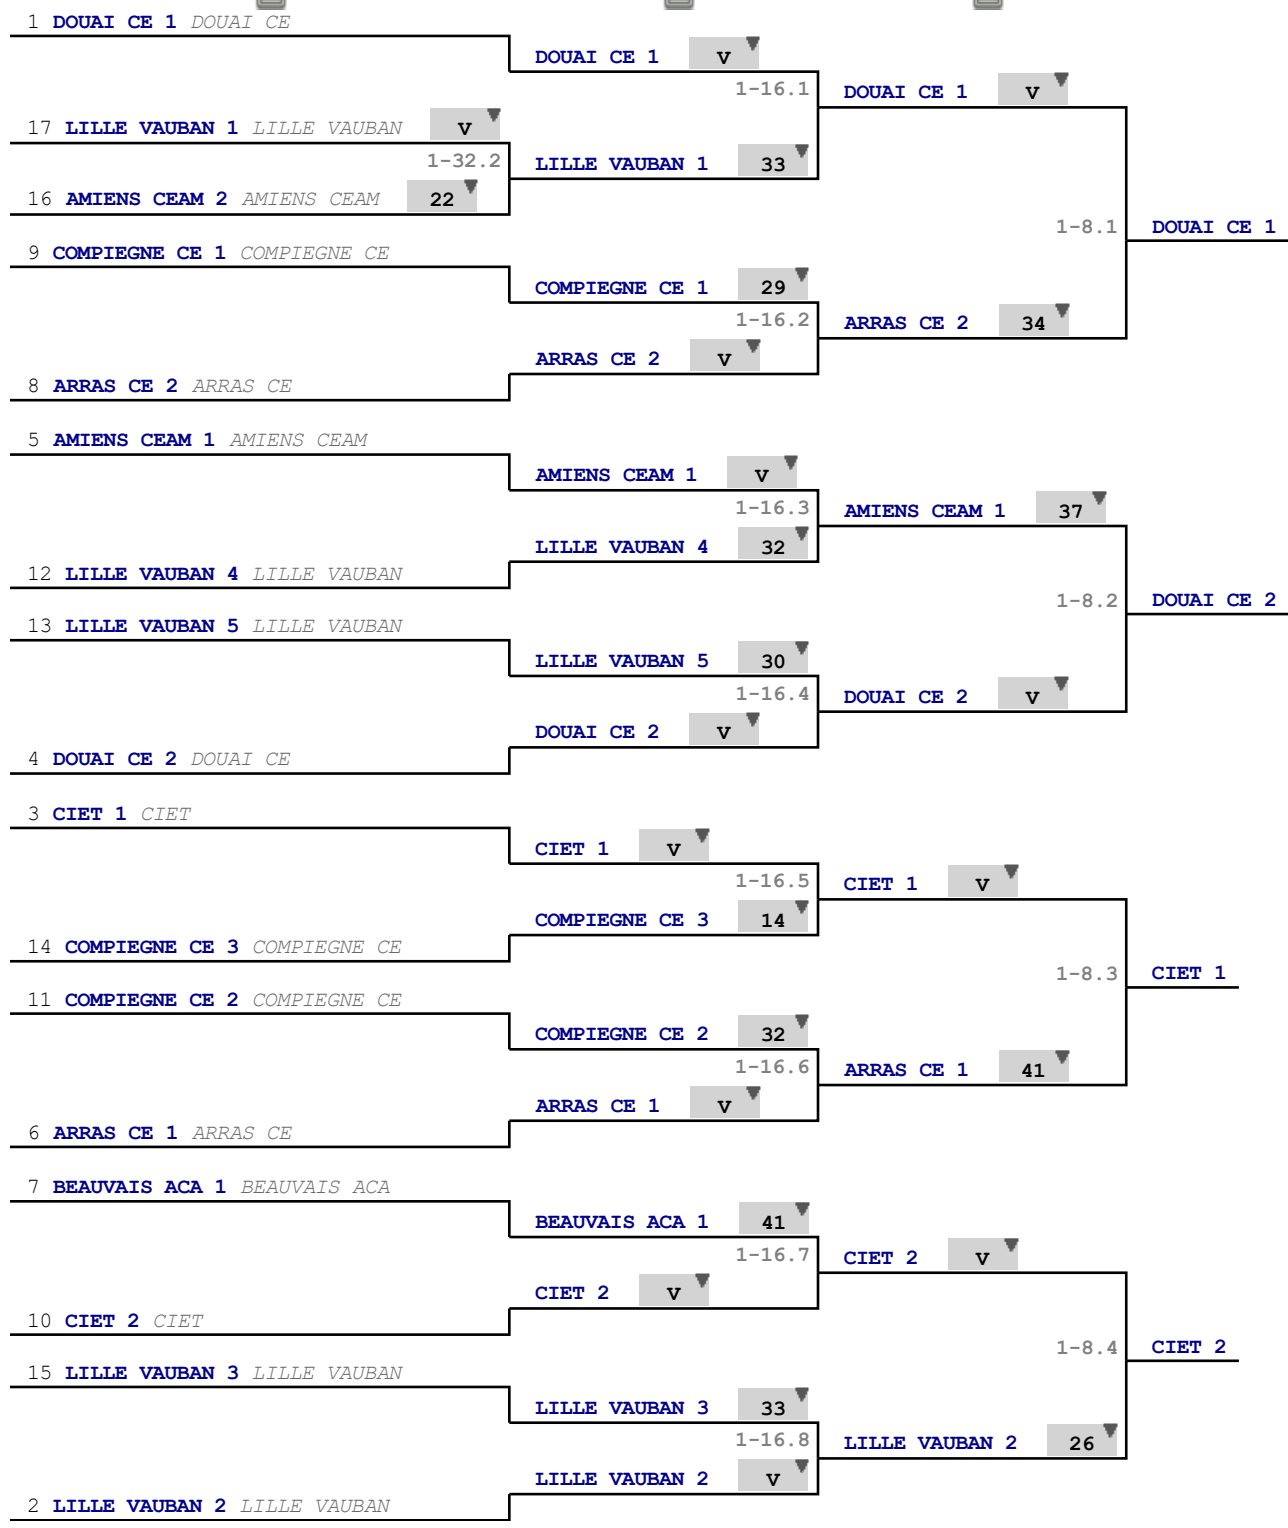 1 DOUAI CE 1 DOUAI CE
DOUAI CE 1 V
1-16.1
DOUAI CE 1 V
17 LILLE VAUBAN 1 LILLE VAUBAN V
1-32.2
LILLE VAUBAN 1 33
16 AMIENS CEAM 2 AMIENS CEAM 22
1-8.1
DOUAI CE 1
9 COMPIEGNE CE 1 COMPIEGNE CE
COMPIEGNE CE 1 29
1-16.2
ARRAS CE 2 34
ARRAS CE 2 V
8 ARRAS CE 2 ARRAS CE
5 AMIENS CEAM 1 AMIENS CEAM
AMIENS CEAM 1 V
1-16.3
AMIENS CEAM 1 37
LILLE VAUBAN 4 32
12 LILLE VAUBAN 4 LILLE VAUBAN
1-8.2
DOUAI CE 2
13 LILLE VAUBAN 5 LILLE VAUBAN
LILLE VAUBAN 5 30
1-16.4
DOUAI CE 2 V
DOUAI CE 2 V
4 DOUAI CE 2 DOUAI CE
3 CIET 1 CIET
CIET 1 V
1-16.5
CIET 1 V
COMPIEGNE CE 3 14
14 COMPIEGNE CE 3 COMPIEGNE CE
1-8.3
CIET 1
11 COMPIEGNE CE 2 COMPIEGNE CE
COMPIEGNE CE 2 32
1-16.6
ARRAS CE 1 41
ARRAS CE 1 V
6 ARRAS CE 1 ARRAS CE
7 BEAUVAIS ACA 1 BEAUVAIS ACA
BEAUVAIS ACA 1 41
1-16.7
CIET 2 V
CIET 2 V
10 CIET 2 CIET
1-8.4
CIET 2
15 LILLE VAUBAN 3 LILLE VAUBAN
LILLE VAUBAN 3 33
1-16.8
LILLE VAUBAN 2 26
LILLE VAUBAN 2 V
2 LILLE VAUBAN 2 LILLE VAUBAN